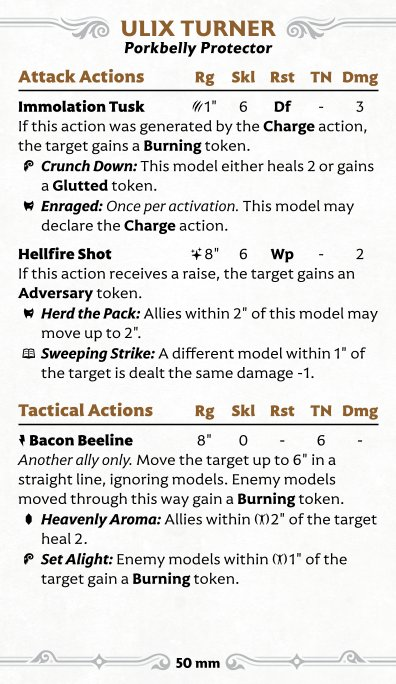 ULIX TURNER
Porkbelly Protector
Attack Actions Rg Skl Rst TN Dmg
Immolation Tusk 1" 6 Df - 3
If this action was generated by the Charge action,
the target gains a Burning token.
Crunch Down: This model either heals 2 or gains
a Glutted token.
Enraged: Once per activation. This model may
declare the Charge action.
Hellfire Shot 8" 6 Wp - 2
If this action receives a raise, the target gains an
Adversary token.
Herd the Pack: Allies within 2" of this model may
move up to 2".
Sweeping Strike: A different model within 1" of
the target is dealt the same damage -1.
Tactical Actions Rg Skl Rst TN Dmg
Bacon Beeline 8" 0 - 6 -
Another ally only. Move the target up to 6" in a
straight line, ignoring models. Enemy models
moved through this way gain a Burning token.
Heavenly Aroma: Allies within 2" of the target
heal 2.
Set Alight: Enemy models within 1" of the
target gain a Burning token.
50 mm